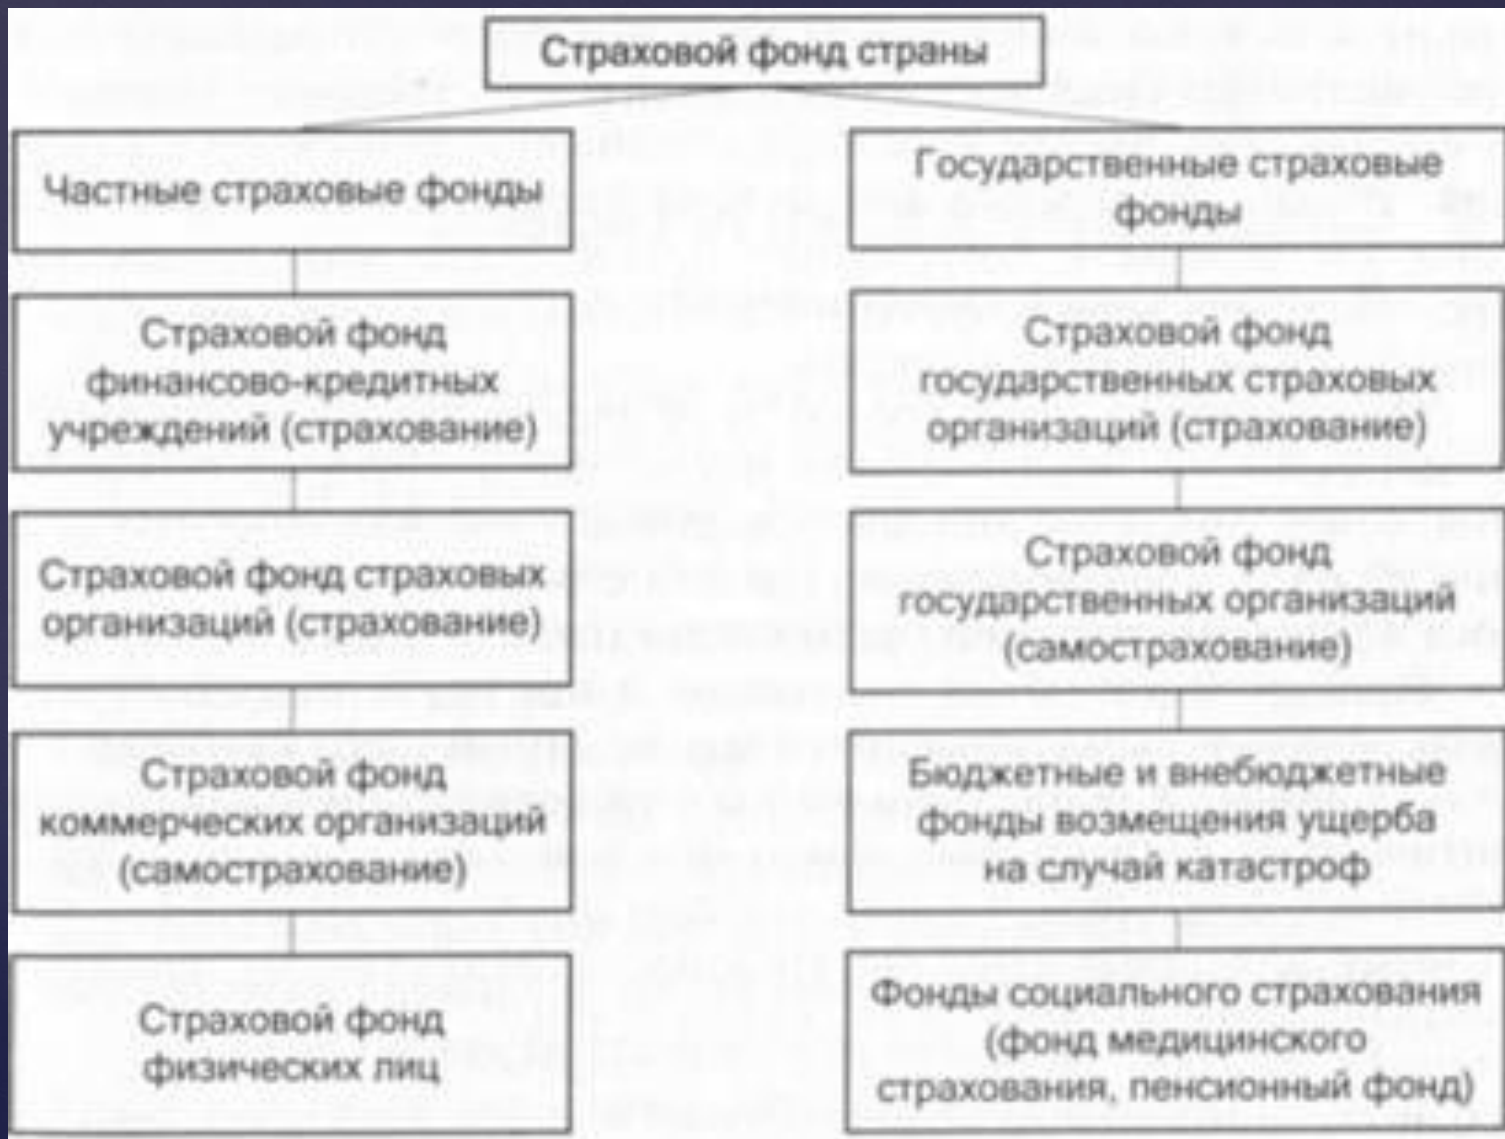 Страховой фонд страны
Частные страховые фонды
Страховой фонд
финансово-кредитных
учреждений (страхование)
Страховой фонд страховых
организаций (страхование)
Страховой фонд
коммерческих организаций
(самострахование)
Страховой фонд
физических лиц
Государственные страховые
фонды
Страховой фонд
государственных страховых
организаций (страхование)
Страховой фонд
государственных организаций
(самострахование)
Бюджетные и внебюджетные
фонды возмещения ущерба
на случай катастроф
Фонды социального страхования
(фонд медицинского
страхования, пенсионный фонд)